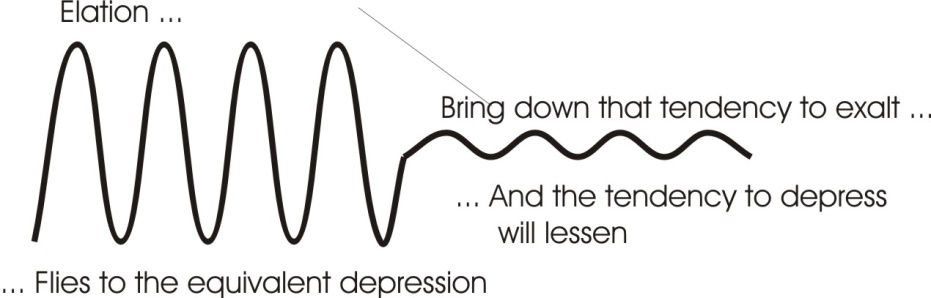 Elation ...
Bring down that tendency to exalt ...
... And the tendency to depress
will lessen
... Flies to the equivalent depression